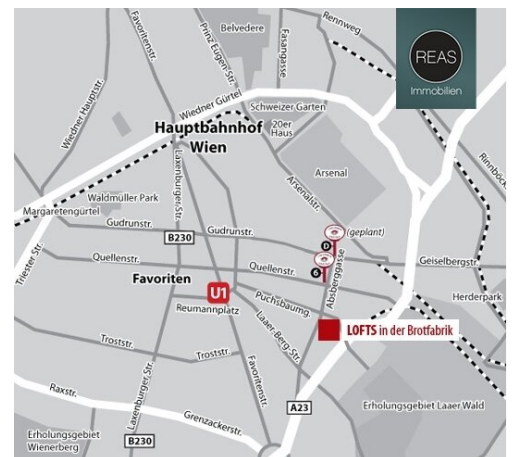 Favoritenstr.
Prinz Eugen-Str.
Belvedere
Fasangasse
Rennweg
REAS
Immobilien
Wiedner Hauptstr.
Wiedner Gürtel
Schweizer Garten
Hauptbahnhof
Wien
20er
Haus
Arsenal
Arsenalstr.
Laxenburger-Str.
Waldmüller Park
Margaretengürtel
Gudrunstr.
Gudrunstr.
B230
D
(geplant)
Triester Str.
Quellenstr.
Quellenstr.
6
Absberggasse
Geiselbergstr.
Favoriten
U1
Reumannplatz
Puchsbaumg.
Herderpark
Laaer-Berg-Str.
LOFTS in der Brotfabrik
Troststr.
Troststr.
Laxenburger-Str.
Favoritenstr.
Raxstr.
A23
Grenzackerstr.
Erholungsgebiet Laaer Wald
Erholungsgebiet
Wienerberg
B230